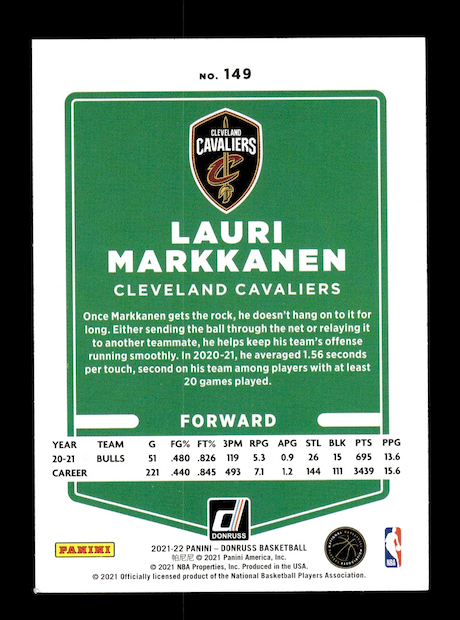 NO. 149
CLEVELAND
CAVALIERS
C
LAURI
MARKKANEN
CLEVELAND CAVALIERS
Once Markkanen gets the rock, he doesn't hang on to it for
long. Either sending the ball through the net or relaying it
to another teammate, he helps keep his team's offense
running smoothly. In 2020-21, he averaged 1.56 seconds
per touch, second on his team among players with at least
20 games played.
FORWARD
YEAR TEAM G FG% FT% 3PM RPG APG STL BLK PTS PPG
20-21 BULLS 51 .480 .826 119 5.3 0.9 26 15 695 13.6
CAREER 221 .440 .845 493 7.1 1.2 144 111 3439 15.6
d
DONRUSS
PANINI
2021-22 PANINI – DONRUSS BASKETBALL
帕尼尼 © 2021 Panini America, Inc.
© 2021 NBA Properties, Inc. Produced in the USA.
© 2021 Officially licensed product of the National Basketball Players Association.
NBA